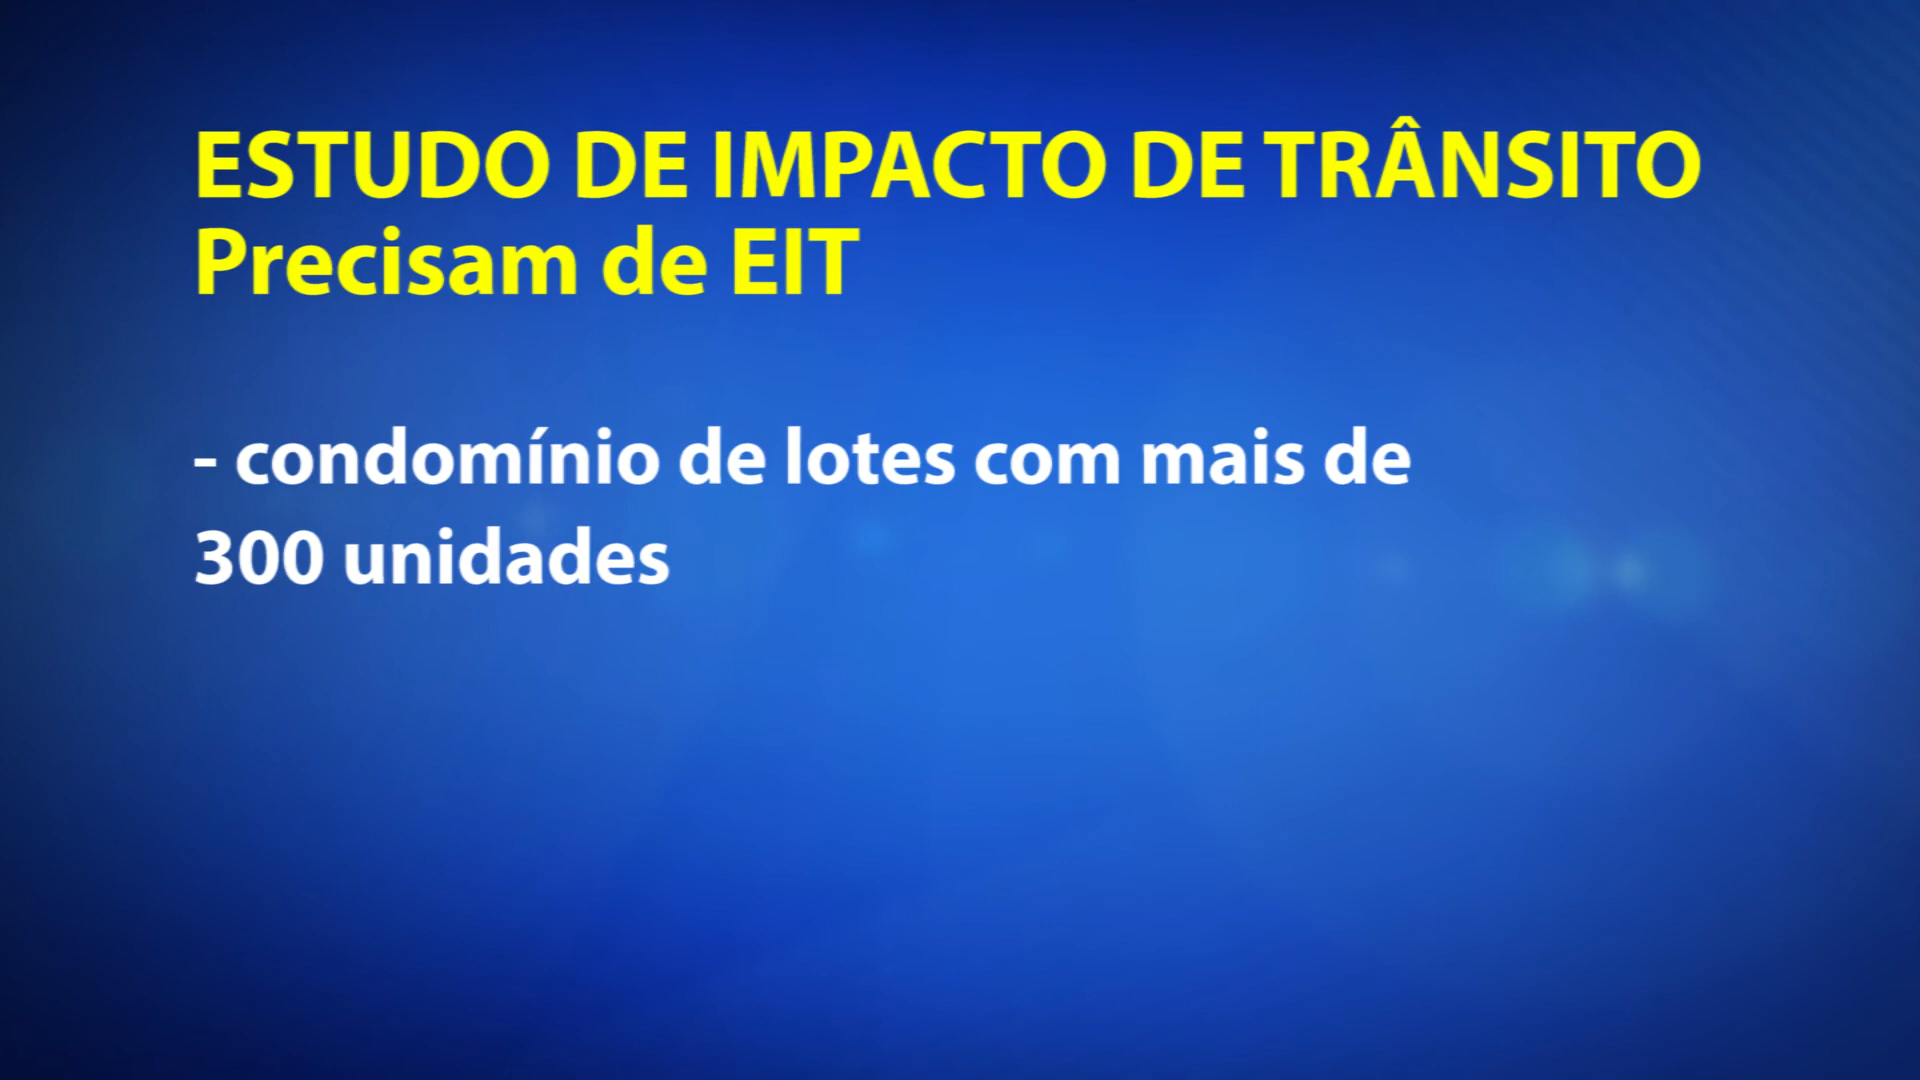 ESTUDO DE IMPACTO DE TRÂNSITO
Precisam de EIT
- condomínio de lotes com mais de
300 unidades